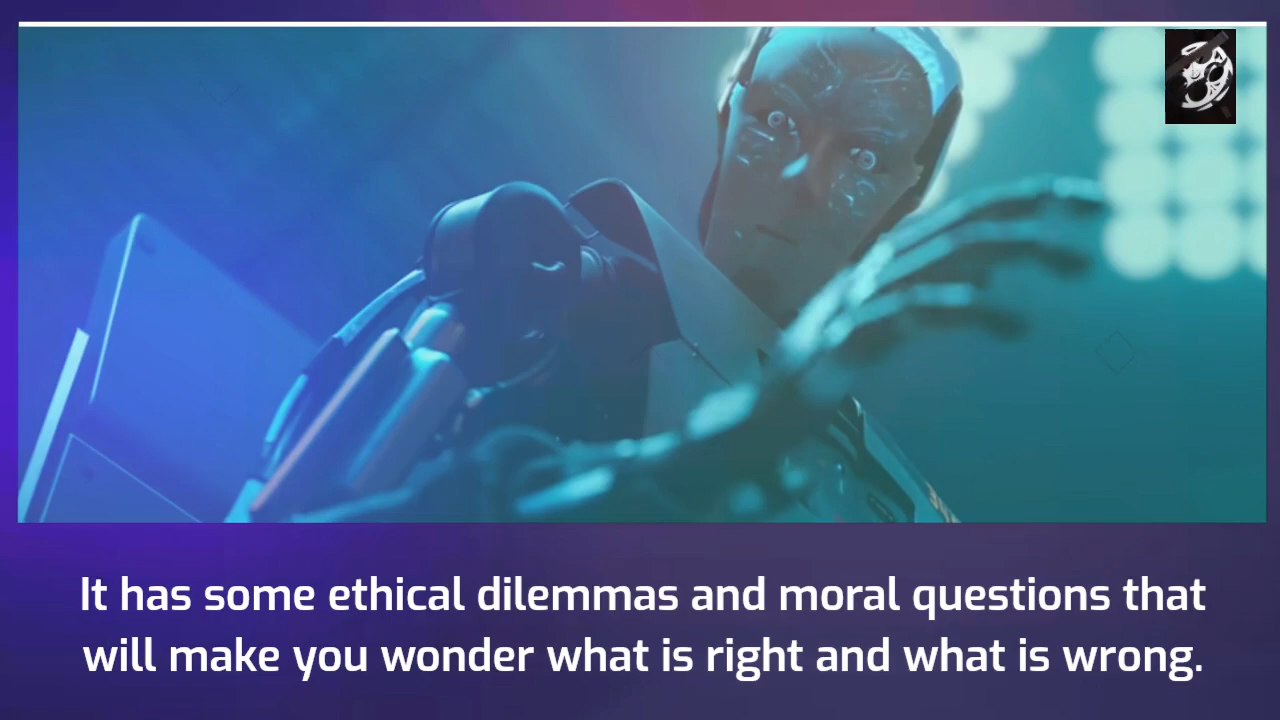 It has some ethical dilemmas and moral questions that
will make you wonder what is right and what is wrong.